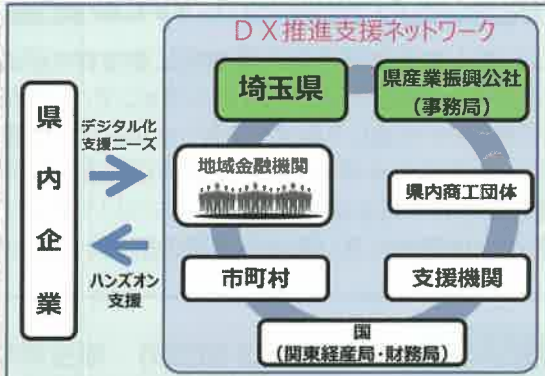 DX推進支援ネットワーク
埼玉県
県産業振興公社
(事務局)
県内企業
デジタル化
支援ニーズ
地域金融機関
県内商工団体
ハンズオン
支援
市町村
支援機関
国
(関東経産局・財務局)